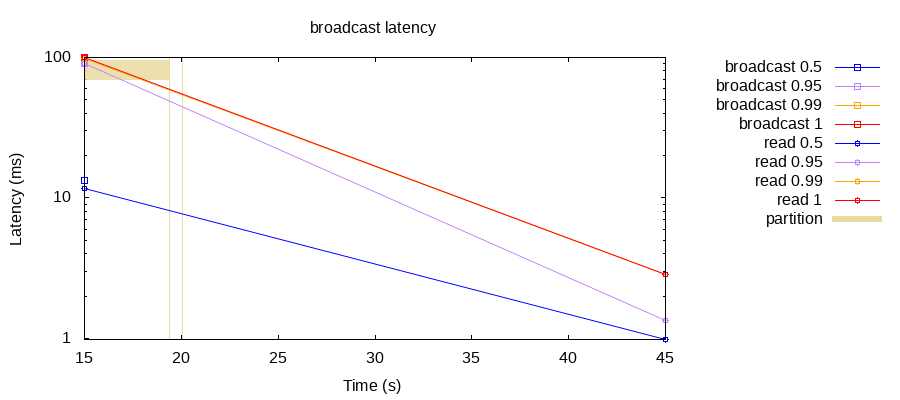 broadcast latency
100
10
1
Latency (ms)
15
20
25
30
35
40
45
Time (s)
broadcast 0.5
broadcast 0.95
broadcast 0.99
broadcast 1
read 0.5
read 0.95
read 0.99
read 1
partition